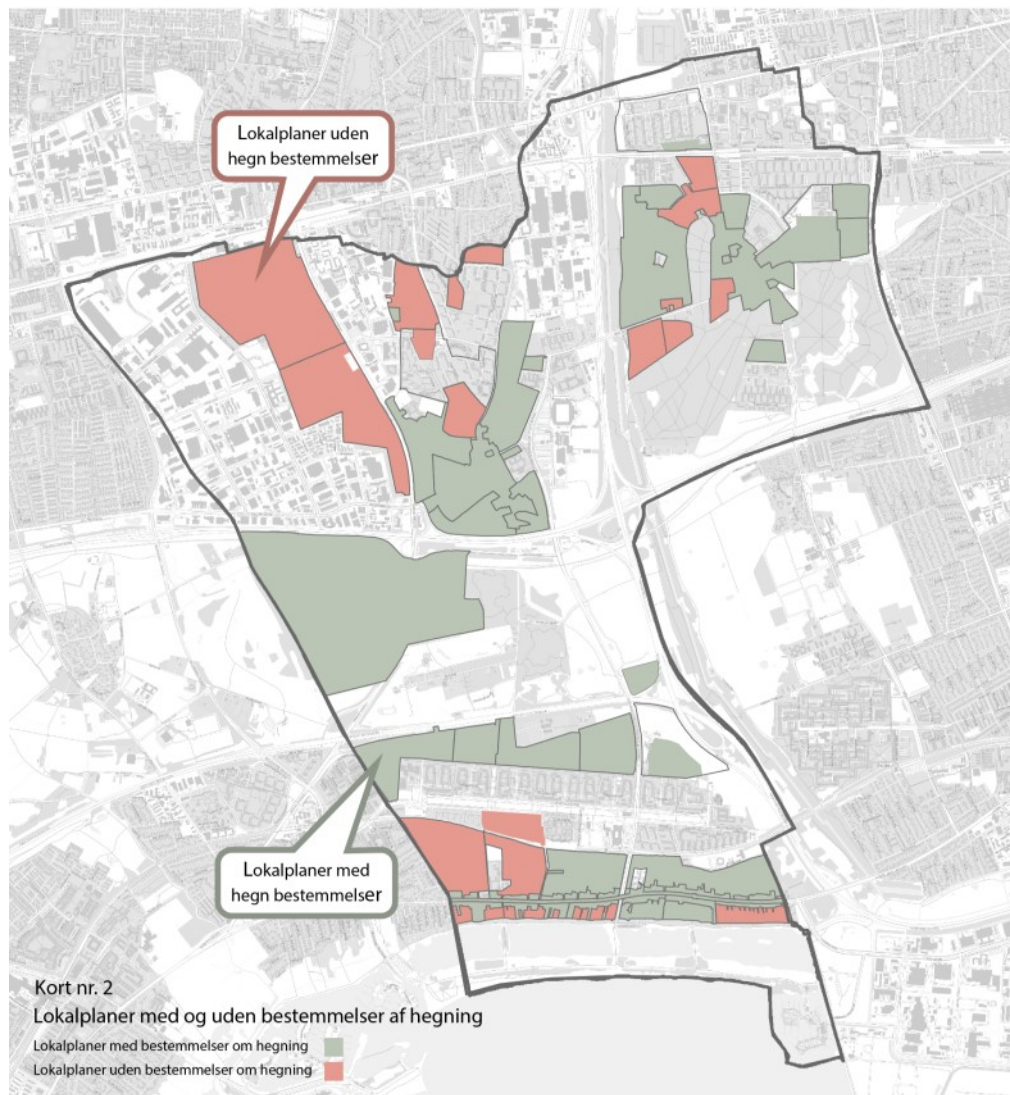 Lokalplaner uden
hegn bestemmelser
Lokalplaner med
hegn bestemmelser
Kort nr. 2
Lokalplaner med og uden bestemmelser af hegning
Lokalplaner med bestemmelser om hegning
Lokalplaner uden bestemmelser om hegning